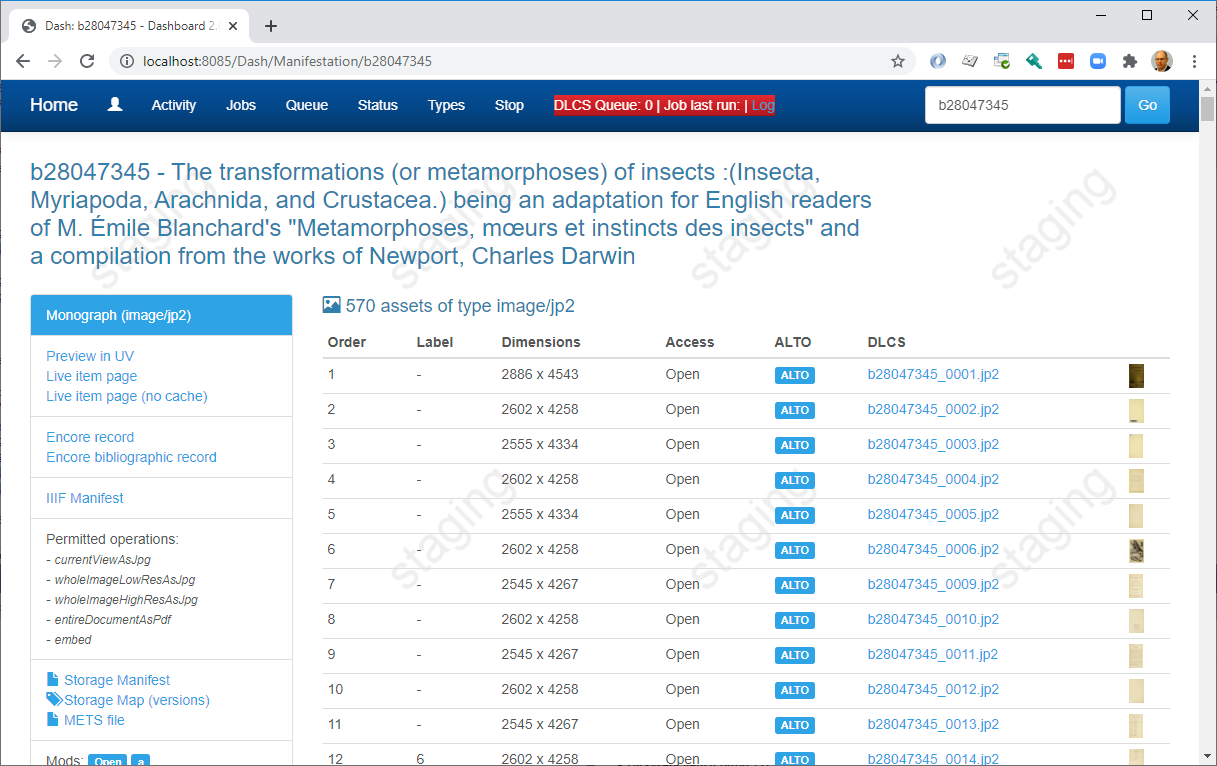 Dash: b28047345 - Dashboard 2.
localhost:8085/Dash/Manifestation/b28047345
Home Activity Jobs Queue Status Types Stop DLCS Queue: 0 | Job last run: | Log b28047345 Go
b28047345 - The transformations (or metamorphoses) of insects :(Insecta,
Myriapoda, Arachnida, and Crustacea.) being an adaptation for English readers
of M. Émile Blanchard's "Metamorphoses, mœurs et instincts des insects" and
a compilation from the works of Newport, Charles Darwin
staging staging staging staging
Monograph (image/jp2)
Preview in UV
Live item page
Live item page (no cache)
Encore record
Encore bibliographic record
IIIF Manifest
Permitted operations:
- currentViewAsJpg
- wholeImageLowResAsJpg
- wholeImageHighResAsJpg
- entireDocumentAsPdf
- embed
Storage Manifest
Storage Map (versions)
METS file
Mods: Open a
570 assets of type image/jp2
Order Label Dimensions Access ALTO DLCS
1 - 2886 x 4543 Open ALTO b28047345_0001.jp2
2 - 2602 x 4258 Open ALTO b28047345_0002.jp2
3 - 2555 x 4334 Open ALTO b28047345_0003.jp2
4 - 2602 x 4258 Open ALTO b28047345_0004.jp2
5 - 2555 x 4334 Open ALTO b28047345_0005.jp2
6 - 2602 x 4258 Open ALTO b28047345_0006.jp2
7 - 2545 x 4267 Open ALTO b28047345_0009.jp2
8 - 2602 x 4258 Open ALTO b28047345_0010.jp2
9 - 2545 x 4267 Open ALTO b28047345_0011.jp2
10 - 2602 x 4258 Open ALTO b28047345_0012.jp2
11 - 2545 x 4267 Open ALTO b28047345_0013.jp2
12 6 2602 x 4258 Open ALTO b28047345_0014.jp2
staging staging staging